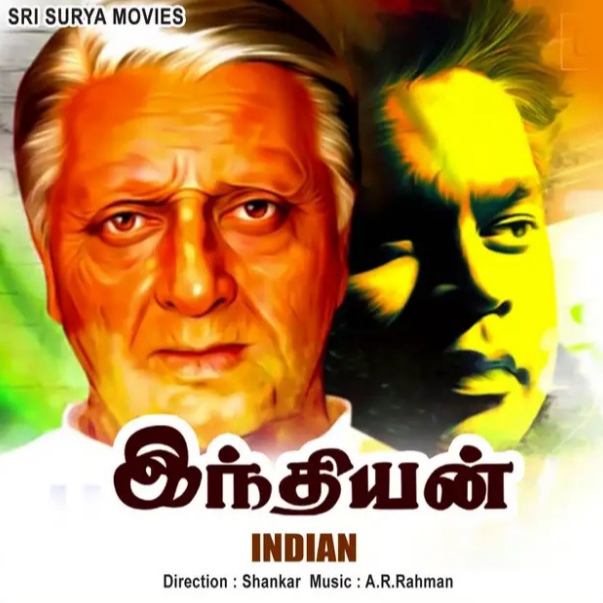 SRI SURYA MOVIES
இந்தியன்
INDIAN
Direction : Shankar Music : A.R.Rahman